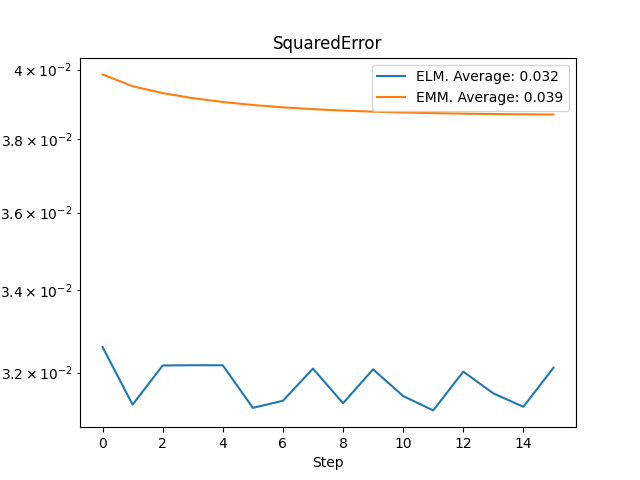 SquaredError
ELM. Average: 0.032
EMM. Average: 0.039
4 × 10⁻²
3.8 × 10⁻²
3.6 × 10⁻²
3.4 × 10⁻²
3.2 × 10⁻²
0 2 4 6 8 10 12 14
Step